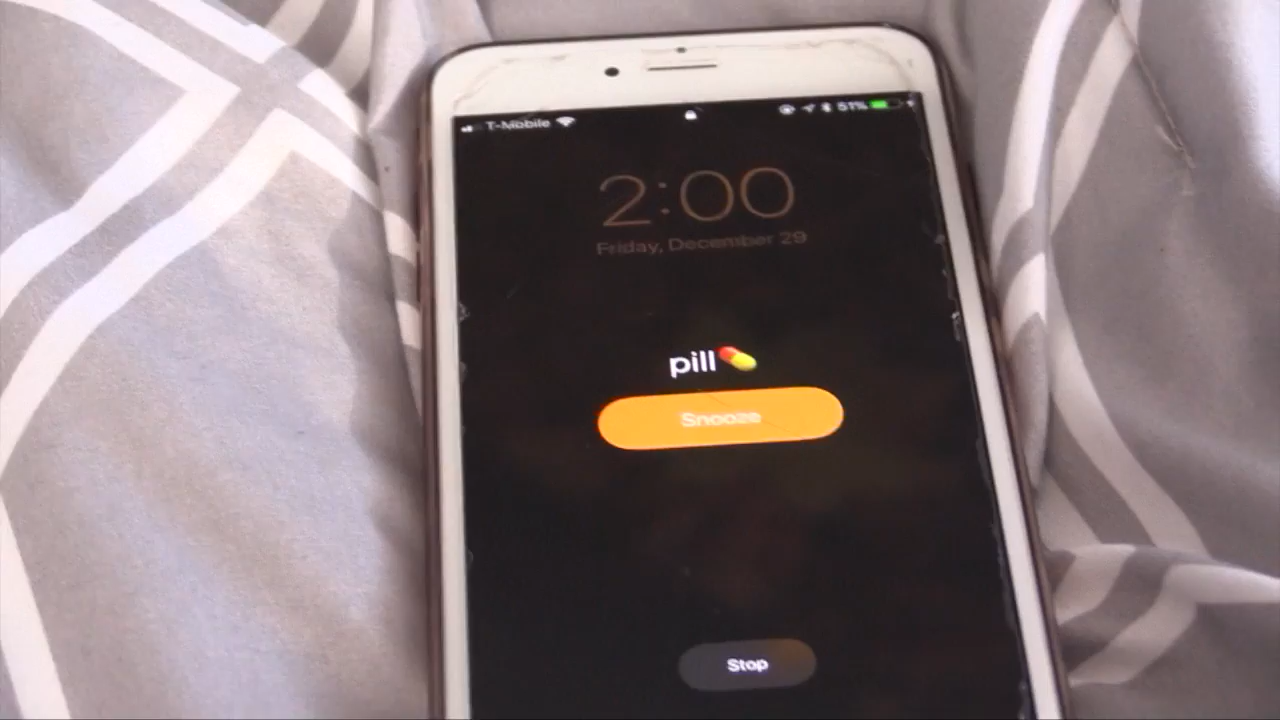 T-Mobile 51%
2:00
Friday, December 29
pill💊
Snooze
Stop